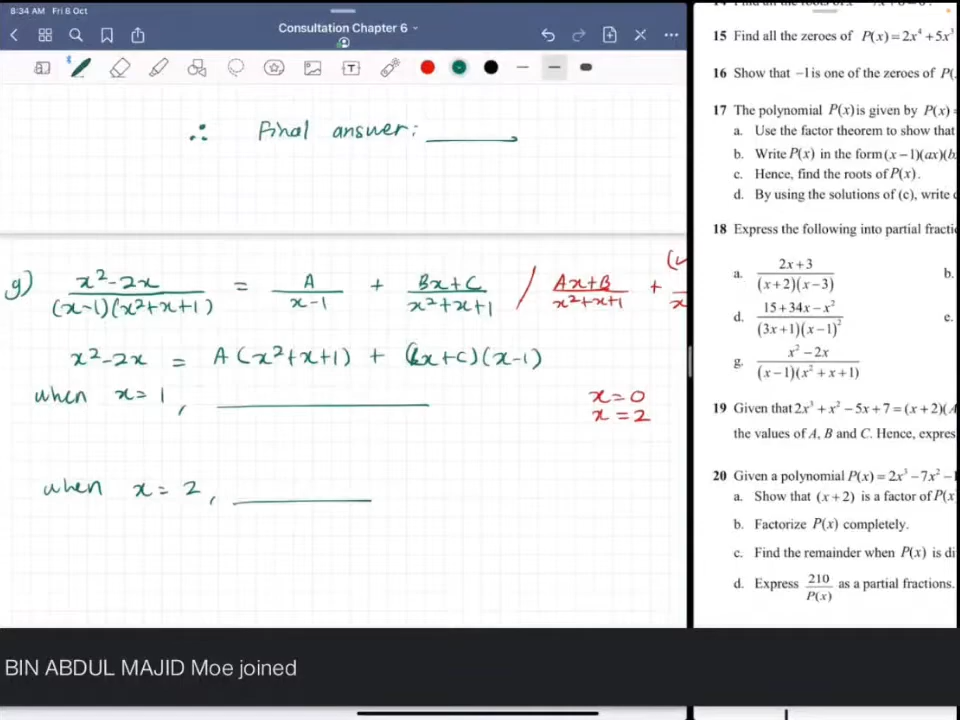 8:34 AM Fri 8 Oct
Consultation Chapter 6
∴ Final answer: ______
g) x²-2x / (x-1)(x²+x+1) = A / x-1 + Bx+C / x²+x+1 / Ax+B / x²+x+1 +
x²-2x = A(x²+x+1) + (Bx+C)(x-1)
when x=1, ______
x=0
x=2
when x=2, ______
15 Find all the zeroes of P(x)=2x⁴+5x³
16 Show that −1 is one of the zeroes of P(
17 The polynomial P(x) is given by P(x)=
a. Use the factor theorem to show that
b. Write P(x) in the form (x−1)(ax)(b
c. Hence, find the roots of P(x).
d. By using the solutions of (c), write
18 Express the following into partial fracti
a. 2x+3 / (x+2)(x−3) b.
d. 15+34x−x² / (3x+1)(x−1)² e.
g. x²−2x / (x−1)(x²+x+1)
19 Given that 2x³+x²−5x+7=(x+2)(A
the values of A, B and C. Hence, expres
20 Given a polynomial P(x)=2x³−7x²−
a. Show that (x+2) is a factor of P(x
b. Factorize P(x) completely.
c. Find the remainder when P(x) is di
d. Express 210 / P(x) as a partial fractions.
BIN ABDUL MAJID Moe joined